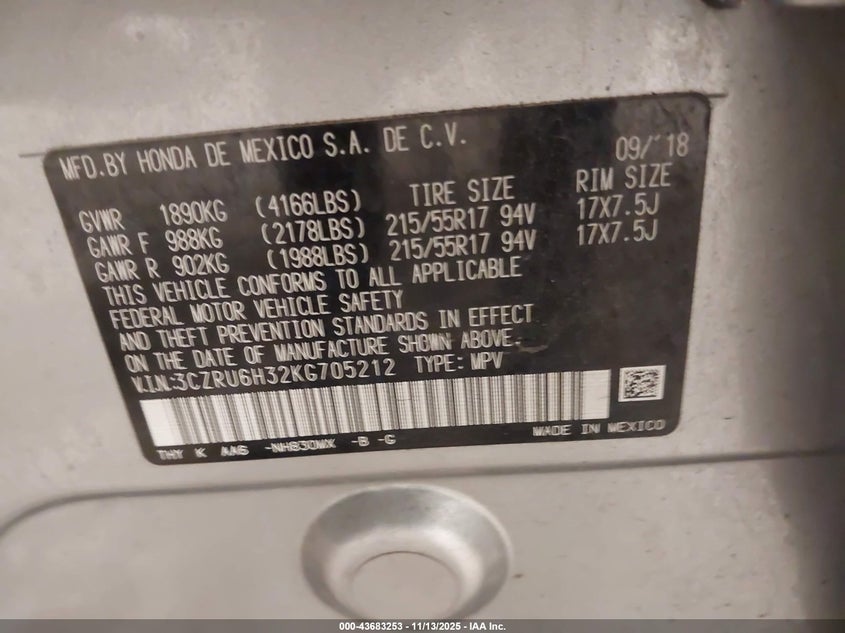 MFD.BY HONDA DE MEXICO S.A. DE C.V. 09/'18
TIRE SIZE RIM SIZE
GVWR 1890KG (4166LBS)
GAWR F 988KG (2178LBS) 215/55R17 94V 17X7.5J
GAWR R 902KG (1988LBS) 215/55R17 94V 17X7.5J
THIS VEHICLE CONFORMS TO ALL APPLICABLE
FEDERAL MOTOR VEHICLE SAFETY
AND THEFT PREVENTION STANDARDS IN EFFECT
ON THE DATE OF MANUFACTURE SHOWN ABOVE.
V.I.N.:3CZRU6H32KG705212 TYPE: MPV
THY K AA6 -NH830MX -B -G MADE IN MEXICO
000-43683253 - 11/13/2025 - IAA Inc.